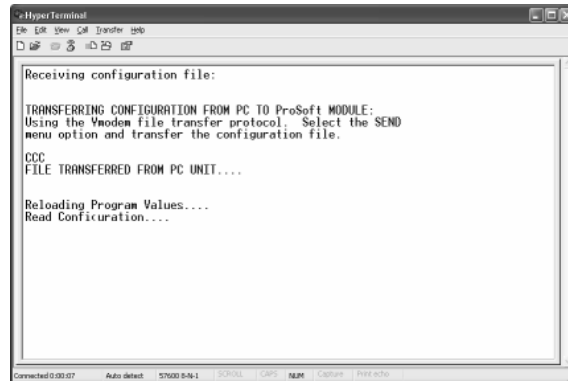 HyperTerminal
File Edit View Call Transfer Help
Receiving configuration file:
TRANSFERRING CONFIGURATION FROM PC TO ProSoft MODULE:
Using the Ymodem file transfer protocol. Select the SEND
menu option and transfer the configuration file.
CCC
FILE TRANSFERRED FROM PC UNIT....
Reloading Program Values....
Read Configuration....
Connected 0:00:07 Auto detect 57600 8-N-1 SCROLL CAPS NUM Capture Print echo